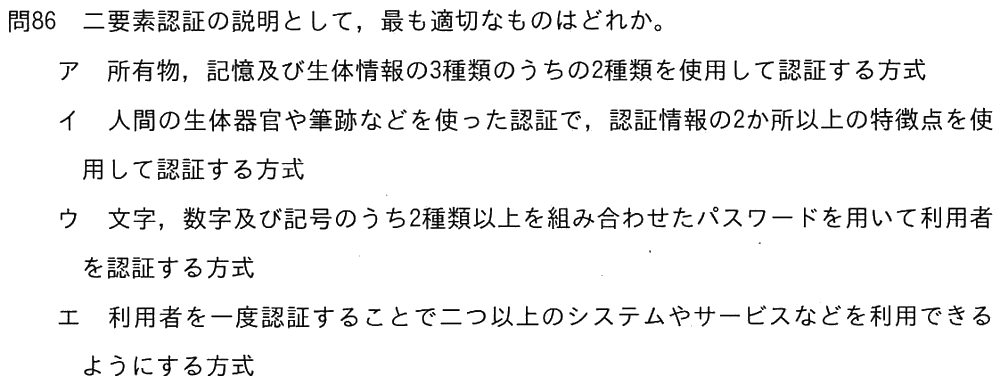 問86 二要素認証の説明として，最も適切なものはどれか。
ア 所有物，記憶及び生体情報の3種類のうちの2種類を使用して認証する方式
イ 人間の生体器官や筆跡などを使った認証で，認証情報の2か所以上の特徴点を使
用して認証する方式
ウ 文字，数字及び記号のうち2種類以上を組み合わせたパスワードを用いて利用者
を認証する方式
エ 利用者を一度認証することで二つ以上のシステムやサービスなどを利用できる
ようにする方式